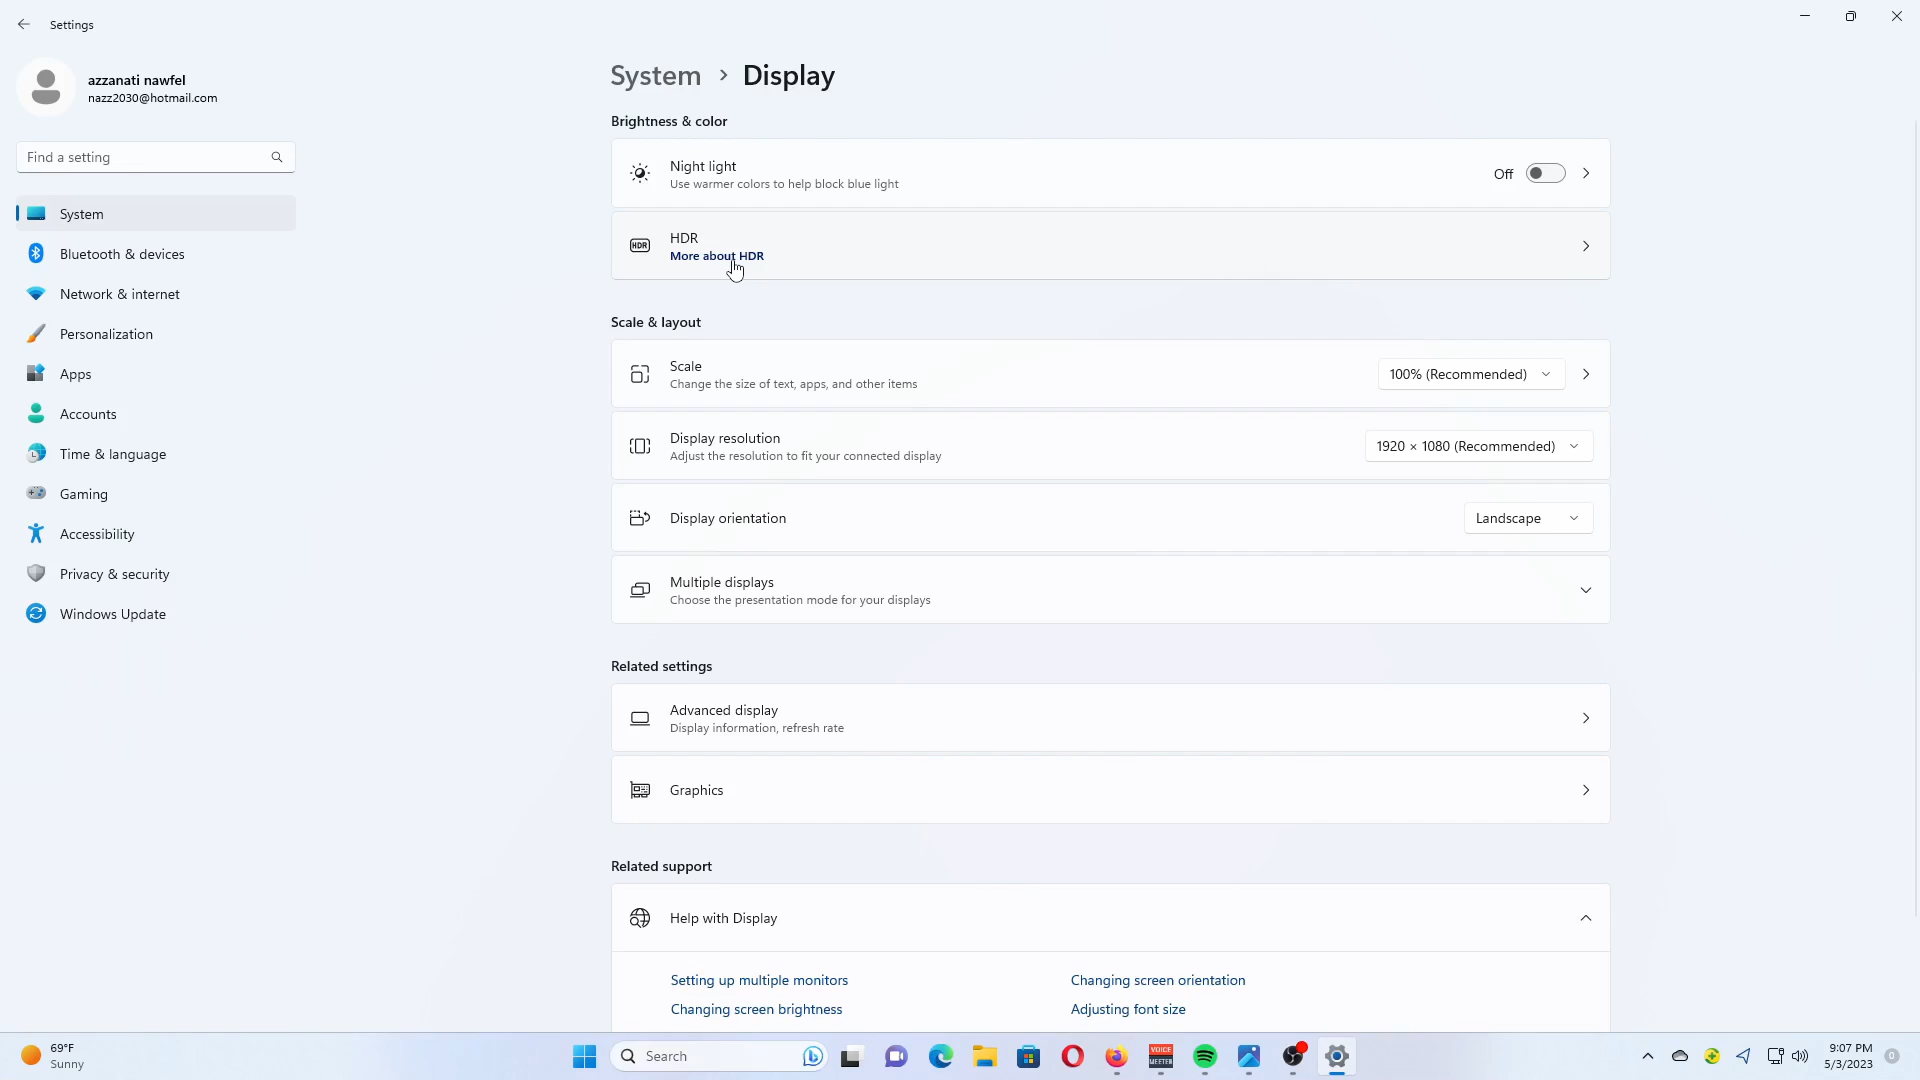 Settings
azzanati nawfel
nazz2030@hotmail.com
Find a setting
System
Bluetooth & devices
Network & internet
Personalization
Apps
Accounts
Time & language
Gaming
Accessibility
Privacy & security
Windows Update
System > Display
Brightness & color
Night light
Use warmer colors to help block blue light
Off
HDR
HDR
More about HDR
Scale & layout
Scale
Change the size of text, apps, and other items
100% (Recommended)
Display resolution
Adjust the resolution to fit your connected display
1920 × 1080 (Recommended)
Display orientation
Landscape
Multiple displays
Choose the presentation mode for your displays
Related settings
Advanced display
Display information, refresh rate
Graphics
Related support
Help with Display
Setting up multiple monitors
Changing screen orientation
Changing screen brightness
Adjusting font size
69°F
Sunny
Search
VOICE
MEETER
9:07 PM
5/3/2023
0